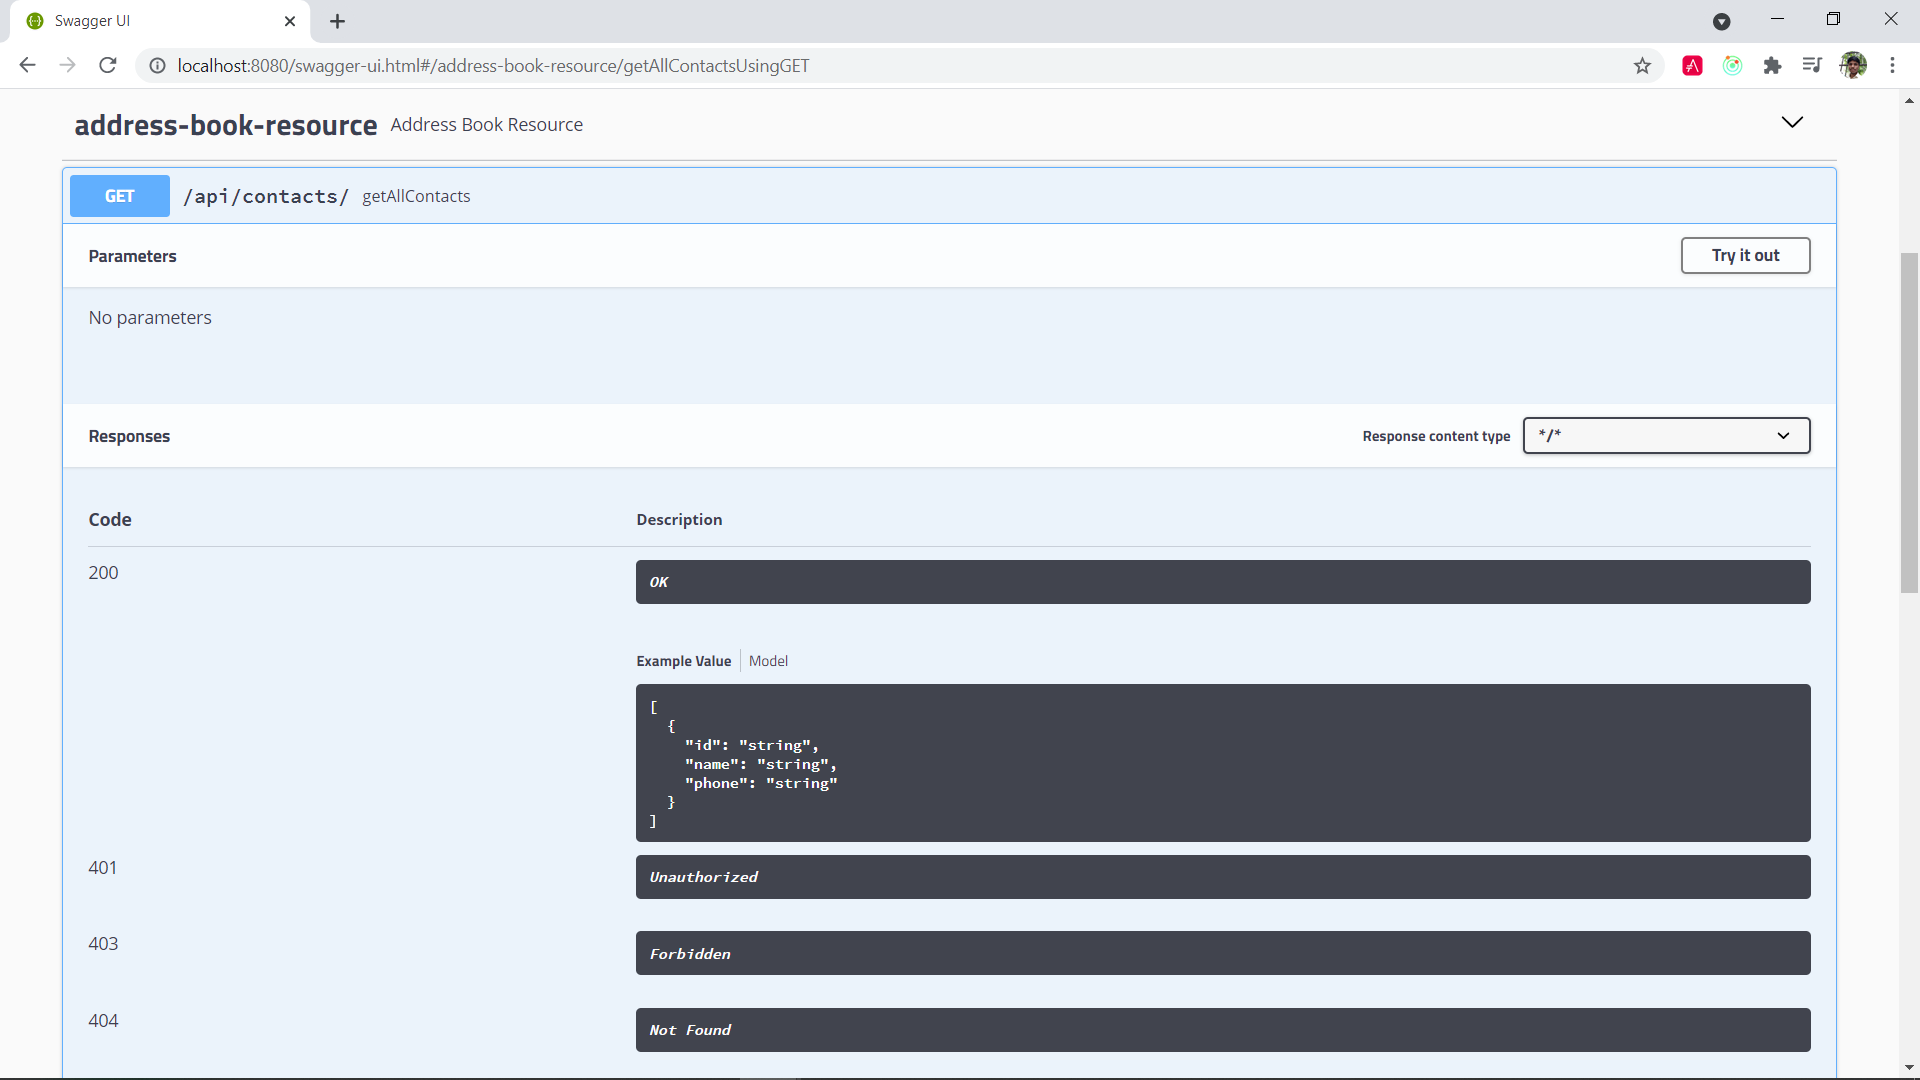 Swagger UI
localhost:8080/swagger-ui.html#/address-book-resource/getAllContactsUsingGET
address-book-resource Address Book Resource
GET /api/contacts/ getAllContacts
Parameters
Try it out
No parameters
Responses
Response content type */*
Code Description
200
OK
Example Value Model
[
{
"id": "string",
"name": "string",
"phone": "string"
}
]
401
Unauthorized
403
Forbidden
404
Not Found